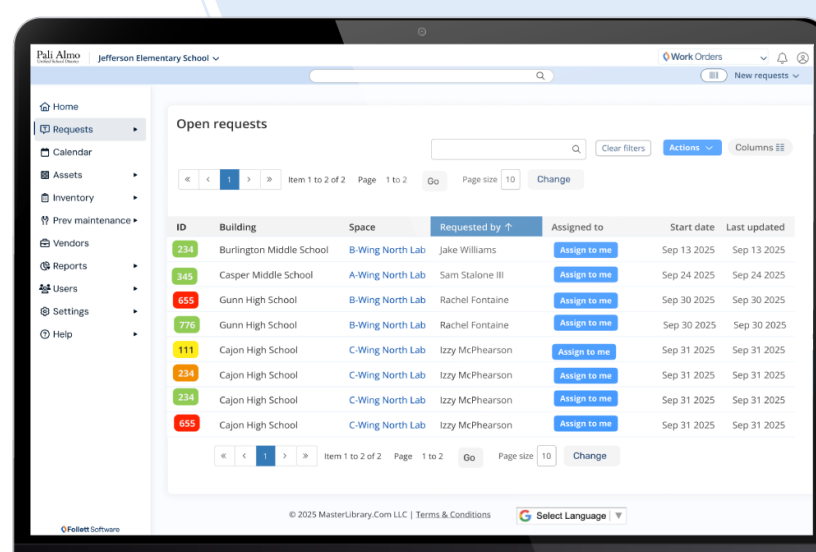 Pali Almo
Unified School District
Jefferson Elementary School
Work Orders
New requests
Home
Requests
Calendar
Assets
Inventory
Prev maintenance
Vendors
Reports
Users
Settings
Help
Follett Software
Open requests
Clear filters Actions Columns
« < 1 > » Item 1 to 2 of 2 Page 1 to 2 Go Page size 10 Change
ID Building Space Requested by ↑ Assigned to Start date Last updated
234 Burlington Middle School B-Wing North Lab Jake Williams Assign to me Sep 13 2025 Sep 13 2025
345 Casper Middle School A-Wing North Lab Sam Stalone III Assign to me Sep 24 2025 Sep 24 2025
655 Gunn High School B-Wing North Lab Rachel Fontaine Assign to me Sep 30 2025 Sep 30 2025
776 Gunn High School B-Wing North Lab Rachel Fontaine Assign to me Sep 30 2025 Sep 30 2025
111 Cajon High School C-Wing North Lab Izzy McPhearson Assign to me Sep 31 2025 Sep 31 2025
234 Cajon High School C-Wing North Lab Izzy McPhearson Assign to me Sep 31 2025 Sep 31 2025
234 Cajon High School C-Wing North Lab Izzy McPhearson Assign to me Sep 31 2025 Sep 31 2025
655 Cajon High School C-Wing North Lab Izzy McPhearson Assign to me Sep 31 2025 Sep 31 2025
« < 1 > » Item 1 to 2 of 2 Page 1 to 2 Go Page size 10 Change
© 2025 MasterLibrary.Com LLC | Terms & Conditions
G Select Language ▼